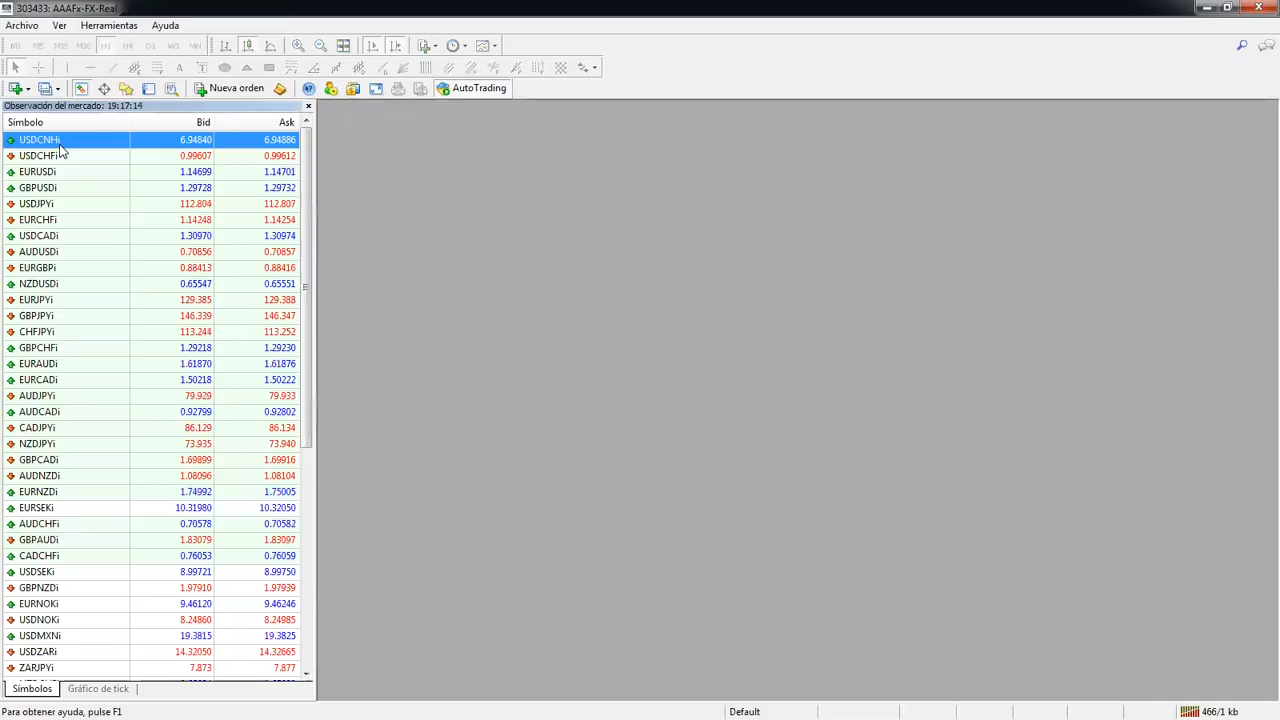 303433: AAAFx-FX-Real
Archivo Ver Herramientas Ayuda
M1 M5 M15 M30 H1 H4 D1 W1 MN
Nueva orden AutoTrading
Observación del mercado: 19:17:14
Símbolo Bid Ask
USDCNHi 6.94840 6.94886
USDCHFi 0.99607 0.99612
EURUSDi 1.14699 1.14701
GBPUSDi 1.29728 1.29732
USDJPYi 112.804 112.807
EURCHFi 1.14248 1.14254
USDCADi 1.30970 1.30974
AUDUSDi 0.70856 0.70857
EURGBPi 0.88413 0.88416
NZDUSDi 0.65547 0.65551
EURJPYi 129.385 129.388
GBPJPYi 146.339 146.347
CHFJPYi 113.244 113.252
GBPCHFi 1.29218 1.29230
EURAUDi 1.61870 1.61876
EURCADi 1.50218 1.50222
AUDJPYi 79.929 79.933
AUDCADi 0.92799 0.92802
CADJPYi 86.129 86.134
NZDJPYi 73.935 73.940
GBPCADi 1.69899 1.69916
AUDNZDi 1.08096 1.08104
EURNZDi 1.74992 1.75005
EURSEKi 10.31980 10.32050
AUDCHFi 0.70578 0.70582
GBPAUDi 1.83079 1.83097
CADCHFi 0.76053 0.76059
USDSEKi 8.99721 8.99750
GBPNZDi 1.97910 1.97939
EURNOKi 9.46120 9.46246
USDNOKi 8.24860 8.24985
USDMXNi 19.3815 19.3825
USDZARi 14.32050 14.32665
ZARJPYi 7.873 7.877
Símbolos Gráfico de tick
Para obtener ayuda, pulse F1 Default 466/1 kb